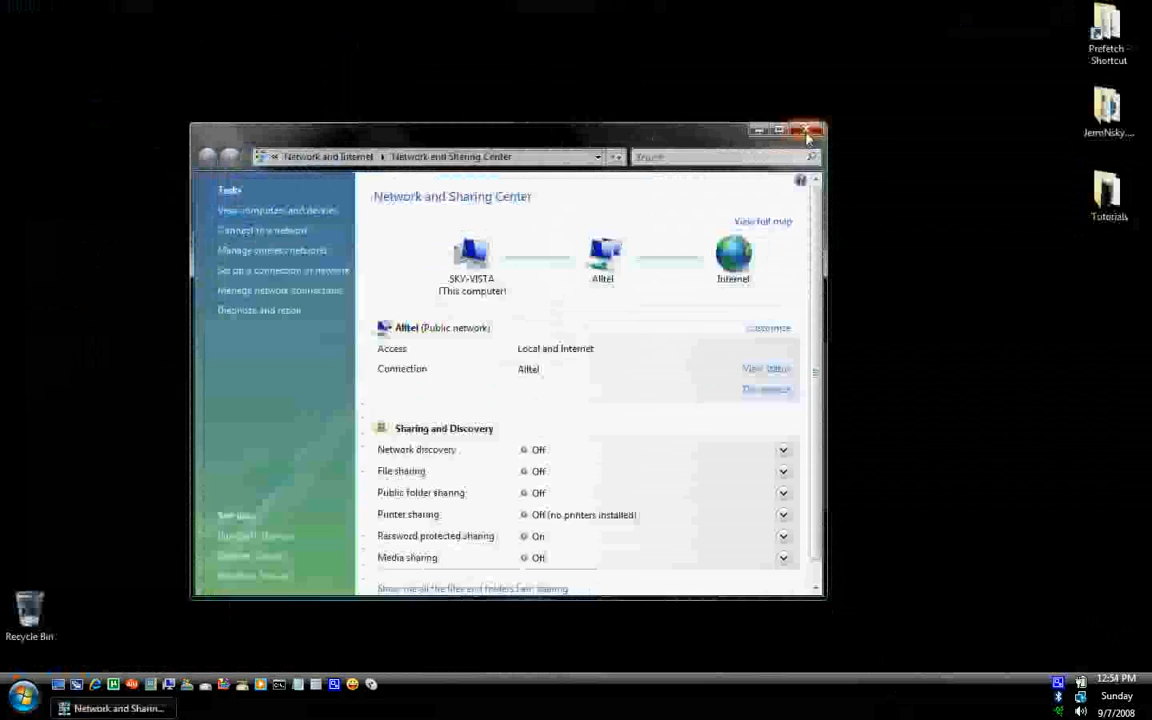 Prefetch -
Shortcut
JermNsky....
Tutorials
Network and Internet
Network and Sharing Center
Tasks
View computers and devices
Connect to a network
Manage wireless networks
Set up a connection or network
Manage network connections
Diagnose and repair
See also
Network and Sharing Center
View full map
SKY-VISTA
(This computer)
Alltel
Internet
Alltel (Public network)
Customize
Access
Local and Internet
Connection
Alltel
View status
Disconnect
Sharing and Discovery
Network discovery
Off
File sharing
Off
Public folder sharing
Off
Printer sharing
Off (no printers installed)
Password protected sharing
On
Media sharing
Off
Show me all the files and folders I am sharing
Recycle Bin
Network and Sharin...
12:54 PM
Sunday
9/7/2008